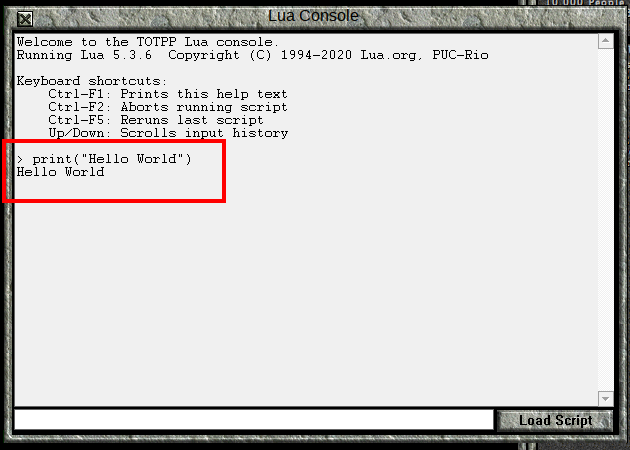 10,000 People
Lua Console
Welcome to the TOTPP Lua console.
Running Lua 5.3.6  Copyright (C) 1994-2020 Lua.org, PUC-Rio
Keyboard shortcuts:
    Ctrl-F1: Prints this help text
    Ctrl-F2: Aborts running script
    Ctrl-F5: Reruns last script
    Up/Down: Scrolls input history
> print("Hello World")
Hello World
Load Script